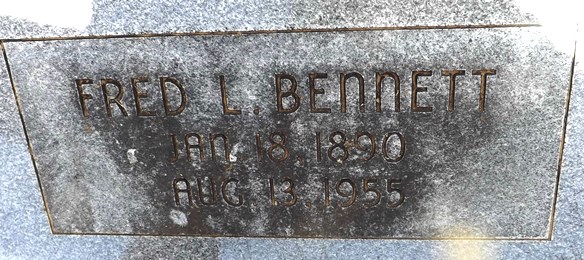 FRED L. BENNETT
JAN. 18, 1890
AUG 13, 1955